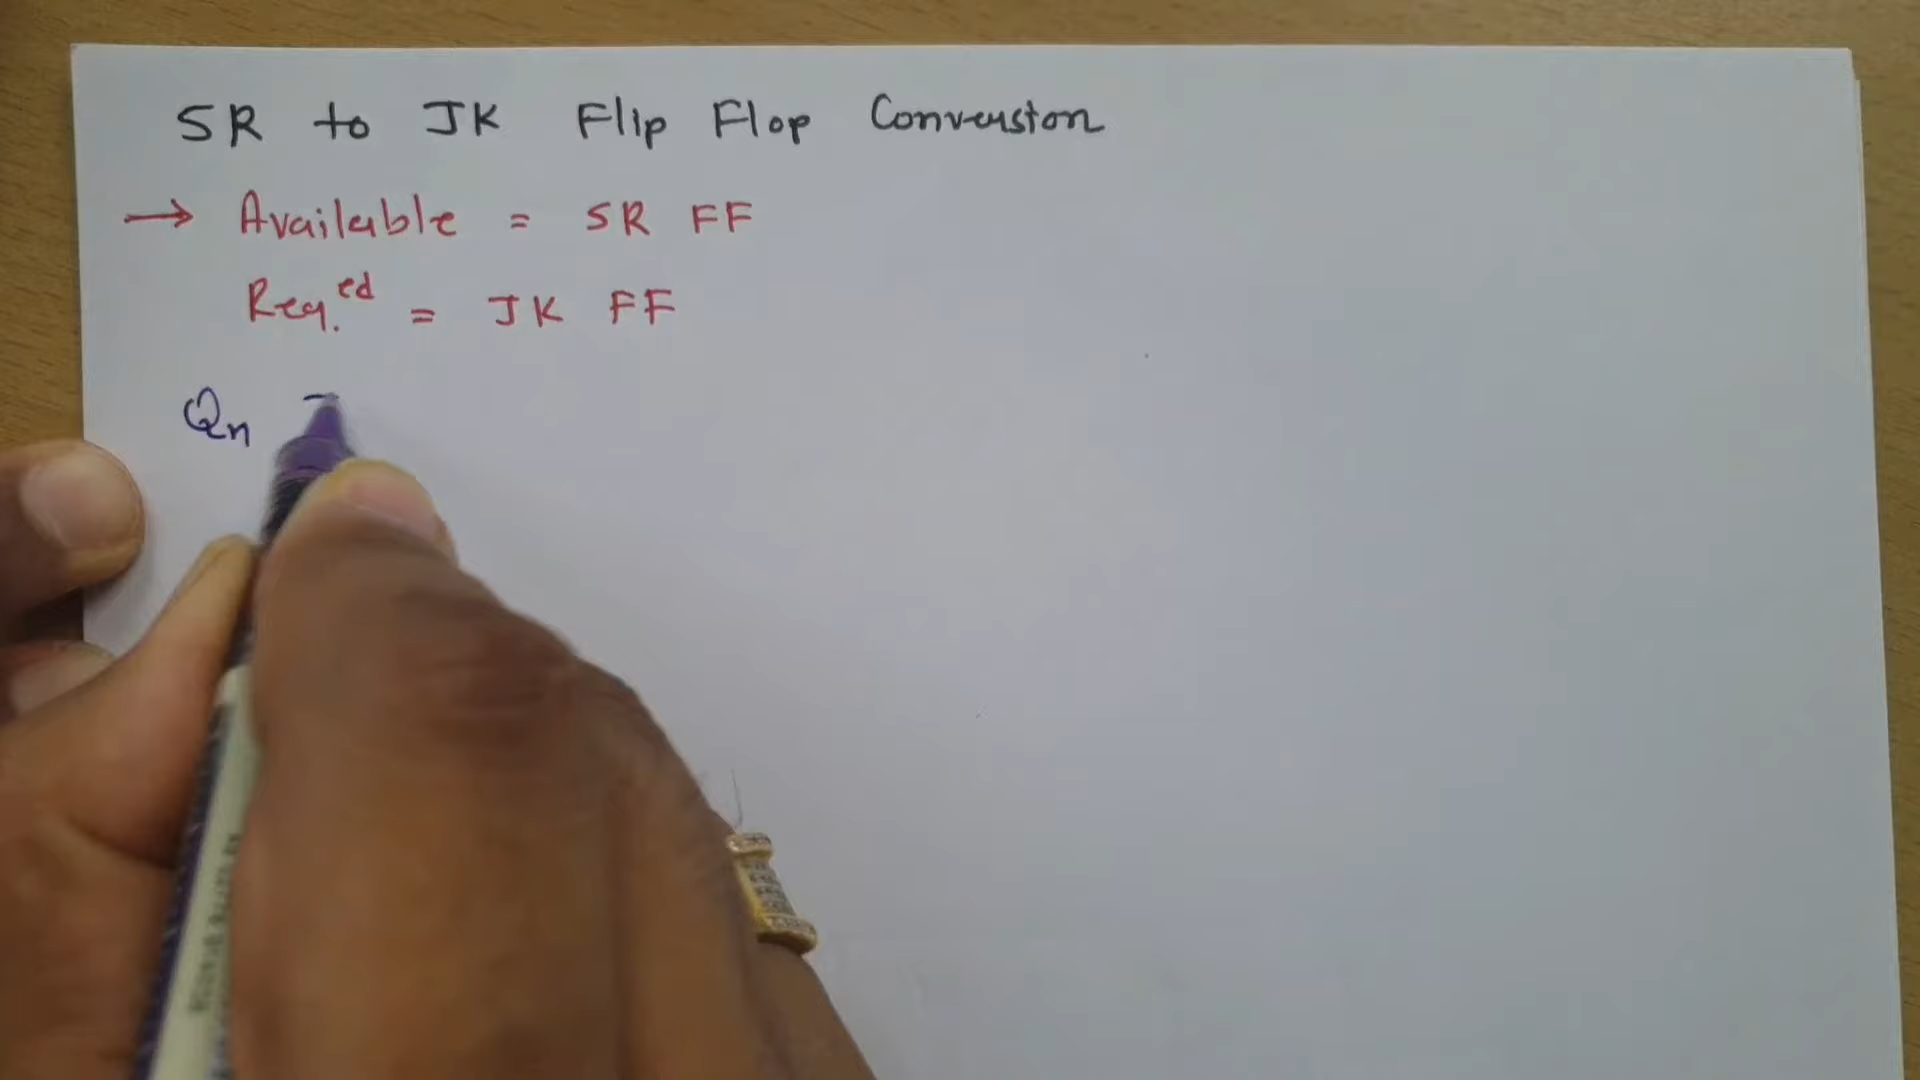 SR to JK Flip Flop Conversion
→ Available = SR FF
Req.ed = JK FF
Qn